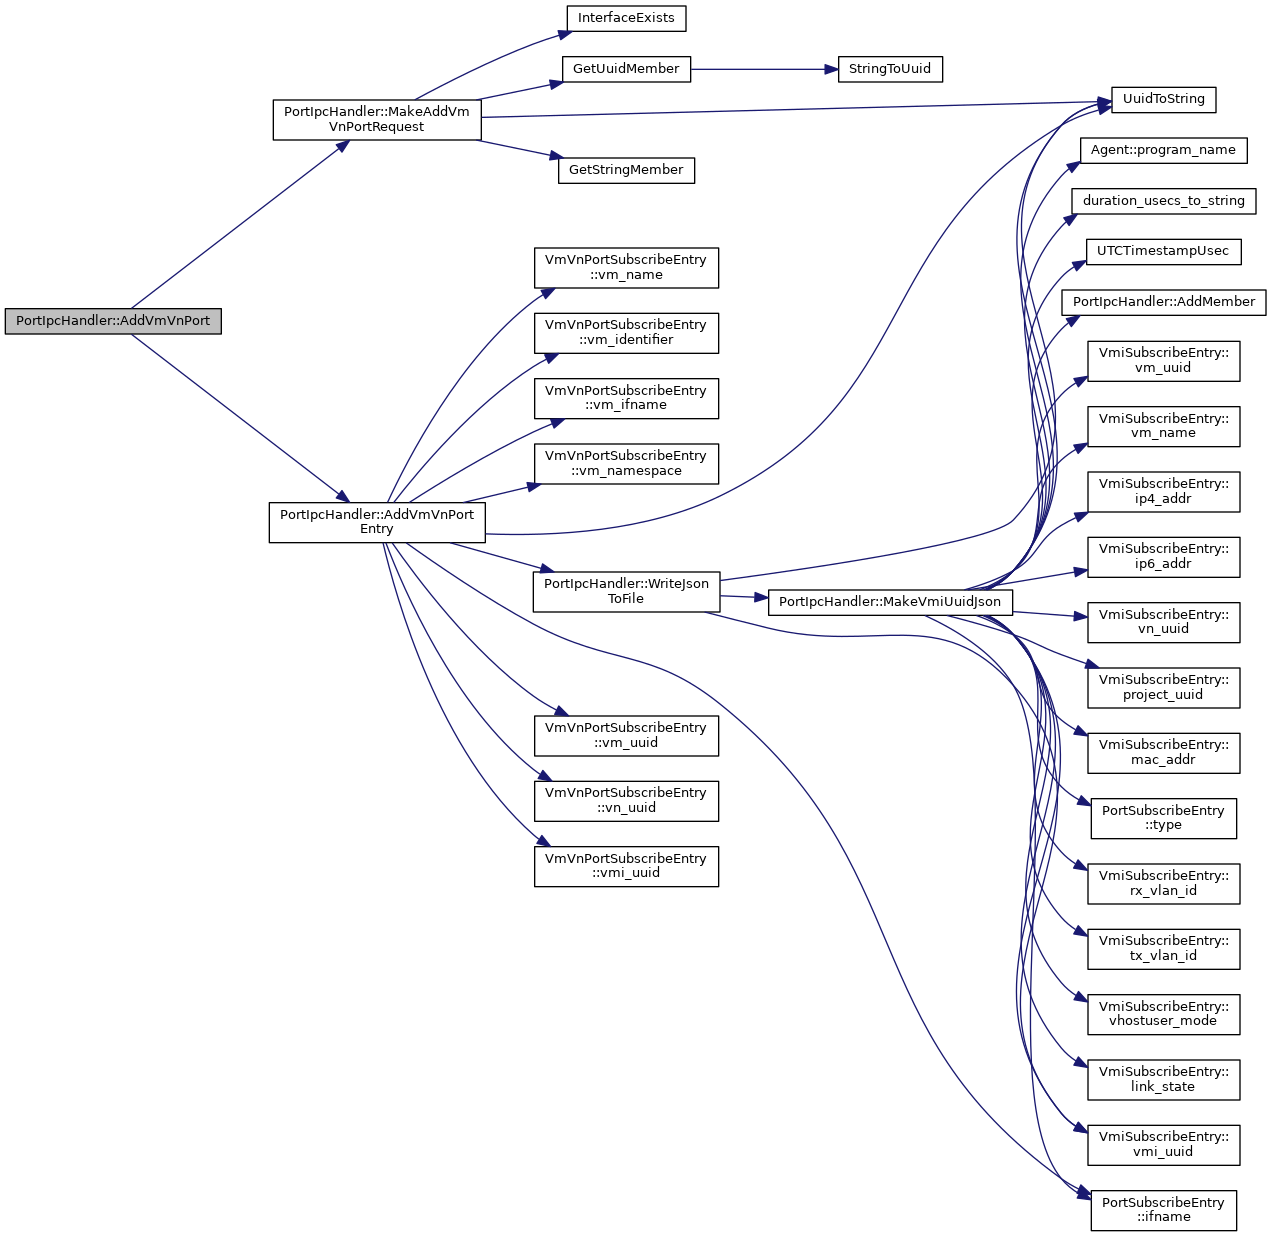 InterfaceExists
GetUuidMember
StringToUuid
PortIpcHandler::MakeAddVm
VnPortRequest
UuidToString
GetStringMember
Agent::program_name
duration_usecs_to_string
UTCTimestampUsec
PortIpcHandler::AddMember
PortIpcHandler::AddVmVnPort
VmVnPortSubscribeEntry
::vm_name
VmVnPortSubscribeEntry
::vm_identifier
VmVnPortSubscribeEntry
::vm_ifname
VmVnPortSubscribeEntry
::vm_namespace
PortIpcHandler::AddVmVnPort
Entry
PortIpcHandler::WriteJson
ToFile
PortIpcHandler::MakeVmiUuidJson
VmVnPortSubscribeEntry
::vm_uuid
VmVnPortSubscribeEntry
::vn_uuid
VmVnPortSubscribeEntry
::vmi_uuid
VmiSubscribeEntry::
vm_uuid
VmiSubscribeEntry::
vm_name
VmiSubscribeEntry::
ip4_addr
VmiSubscribeEntry::
ip6_addr
VmiSubscribeEntry::
vn_uuid
VmiSubscribeEntry::
project_uuid
VmiSubscribeEntry::
mac_addr
PortSubscribeEntry
::type
VmiSubscribeEntry::
rx_vlan_id
VmiSubscribeEntry::
tx_vlan_id
VmiSubscribeEntry::
vhostuser_mode
VmiSubscribeEntry::
link_state
VmiSubscribeEntry::
vmi_uuid
PortSubscribeEntry
::ifname